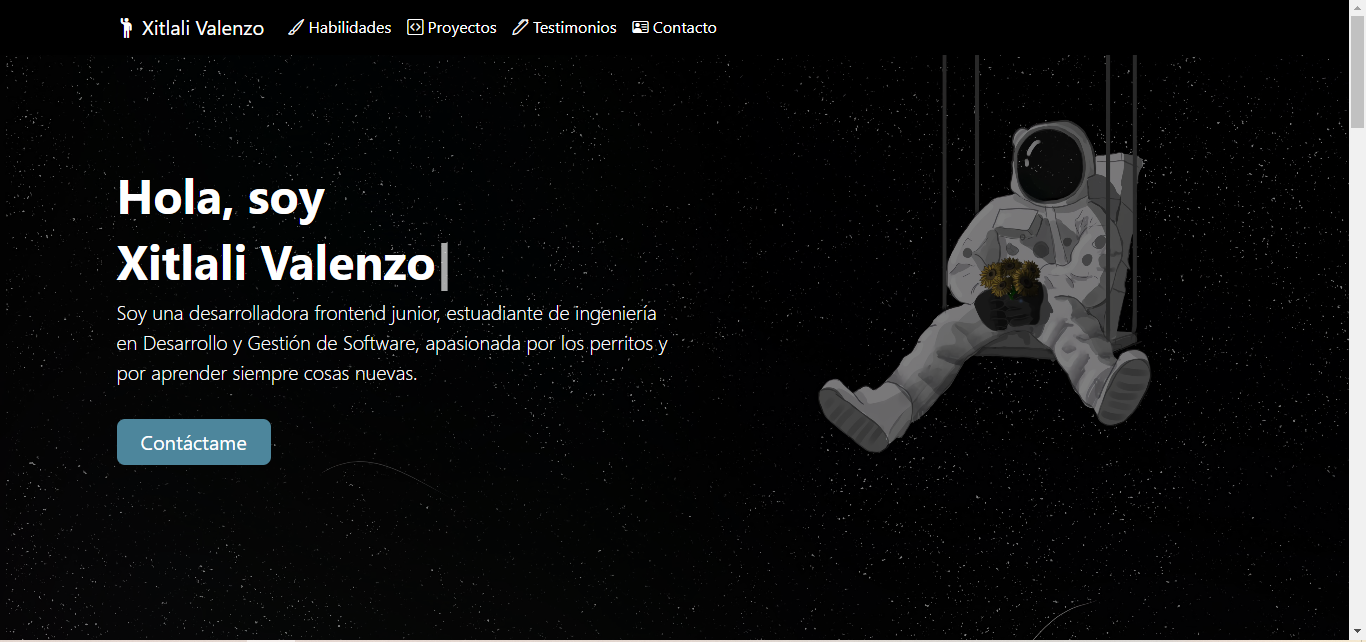 Xitlali Valenzo Habilidades Proyectos Testimonios Contacto
Hola, soy
Xitlali Valenzo|
Soy una desarrolladora frontend junior, estuadiante de ingeniería
en Desarrollo y Gestión de Software, apasionada por los perritos y
por aprender siempre cosas nuevas.
Contáctame